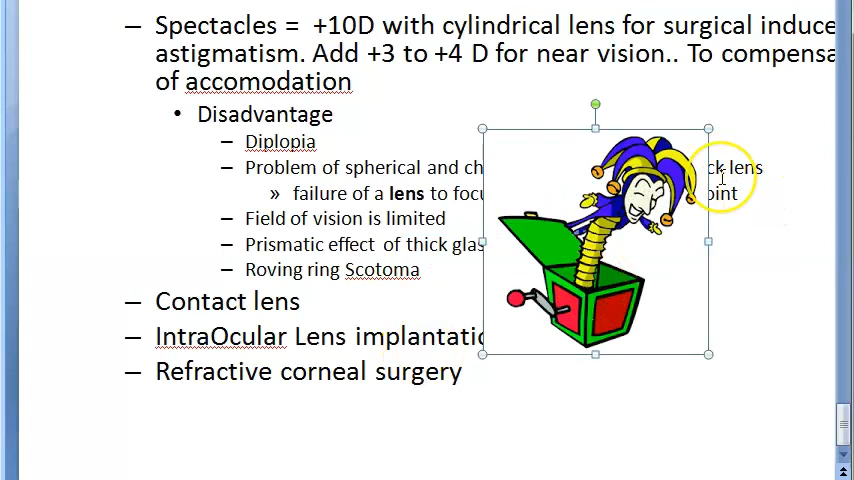 – Spectacles = +10D with cylindrical lens for surgical induce
astigmatism. Add +3 to +4 D for near vision.. To compensa
of accomodation
• Disadvantage
– Diplopia
– Problem of spherical and ch ck lens
» failure of a lens to focu oint
– Field of vision is limited
– Prismatic effect of thick glas
– Roving ring Scotoma
– Contact lens
– IntraOcular Lens implantatio
– Refractive corneal surgery